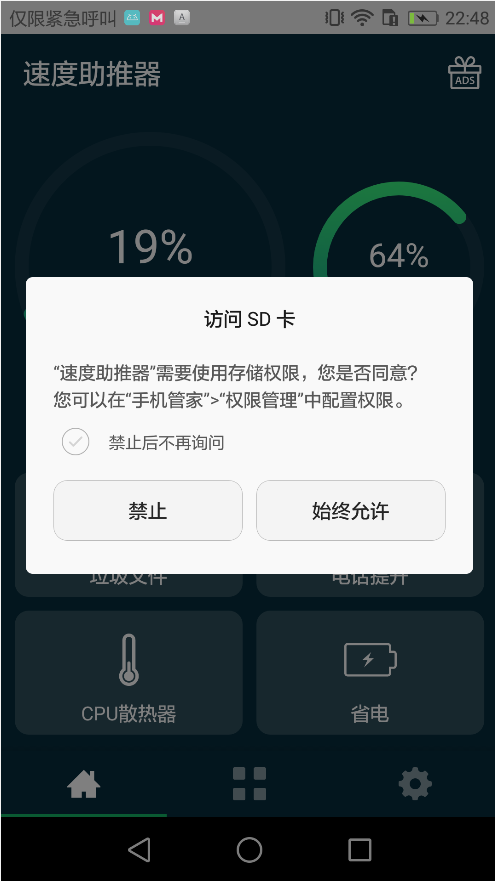 仅限紧急呼叫 M A 22:48
速度助推器
ADS
19%
64%
访问 SD 卡
“速度助推器”需要使用存储权限，您是否同意？
您可以在“手机管家”>“权限管理”中配置权限。
禁止后不再询问
禁止
始终允许
垃圾文件
电话提升
CPU散热器
省电